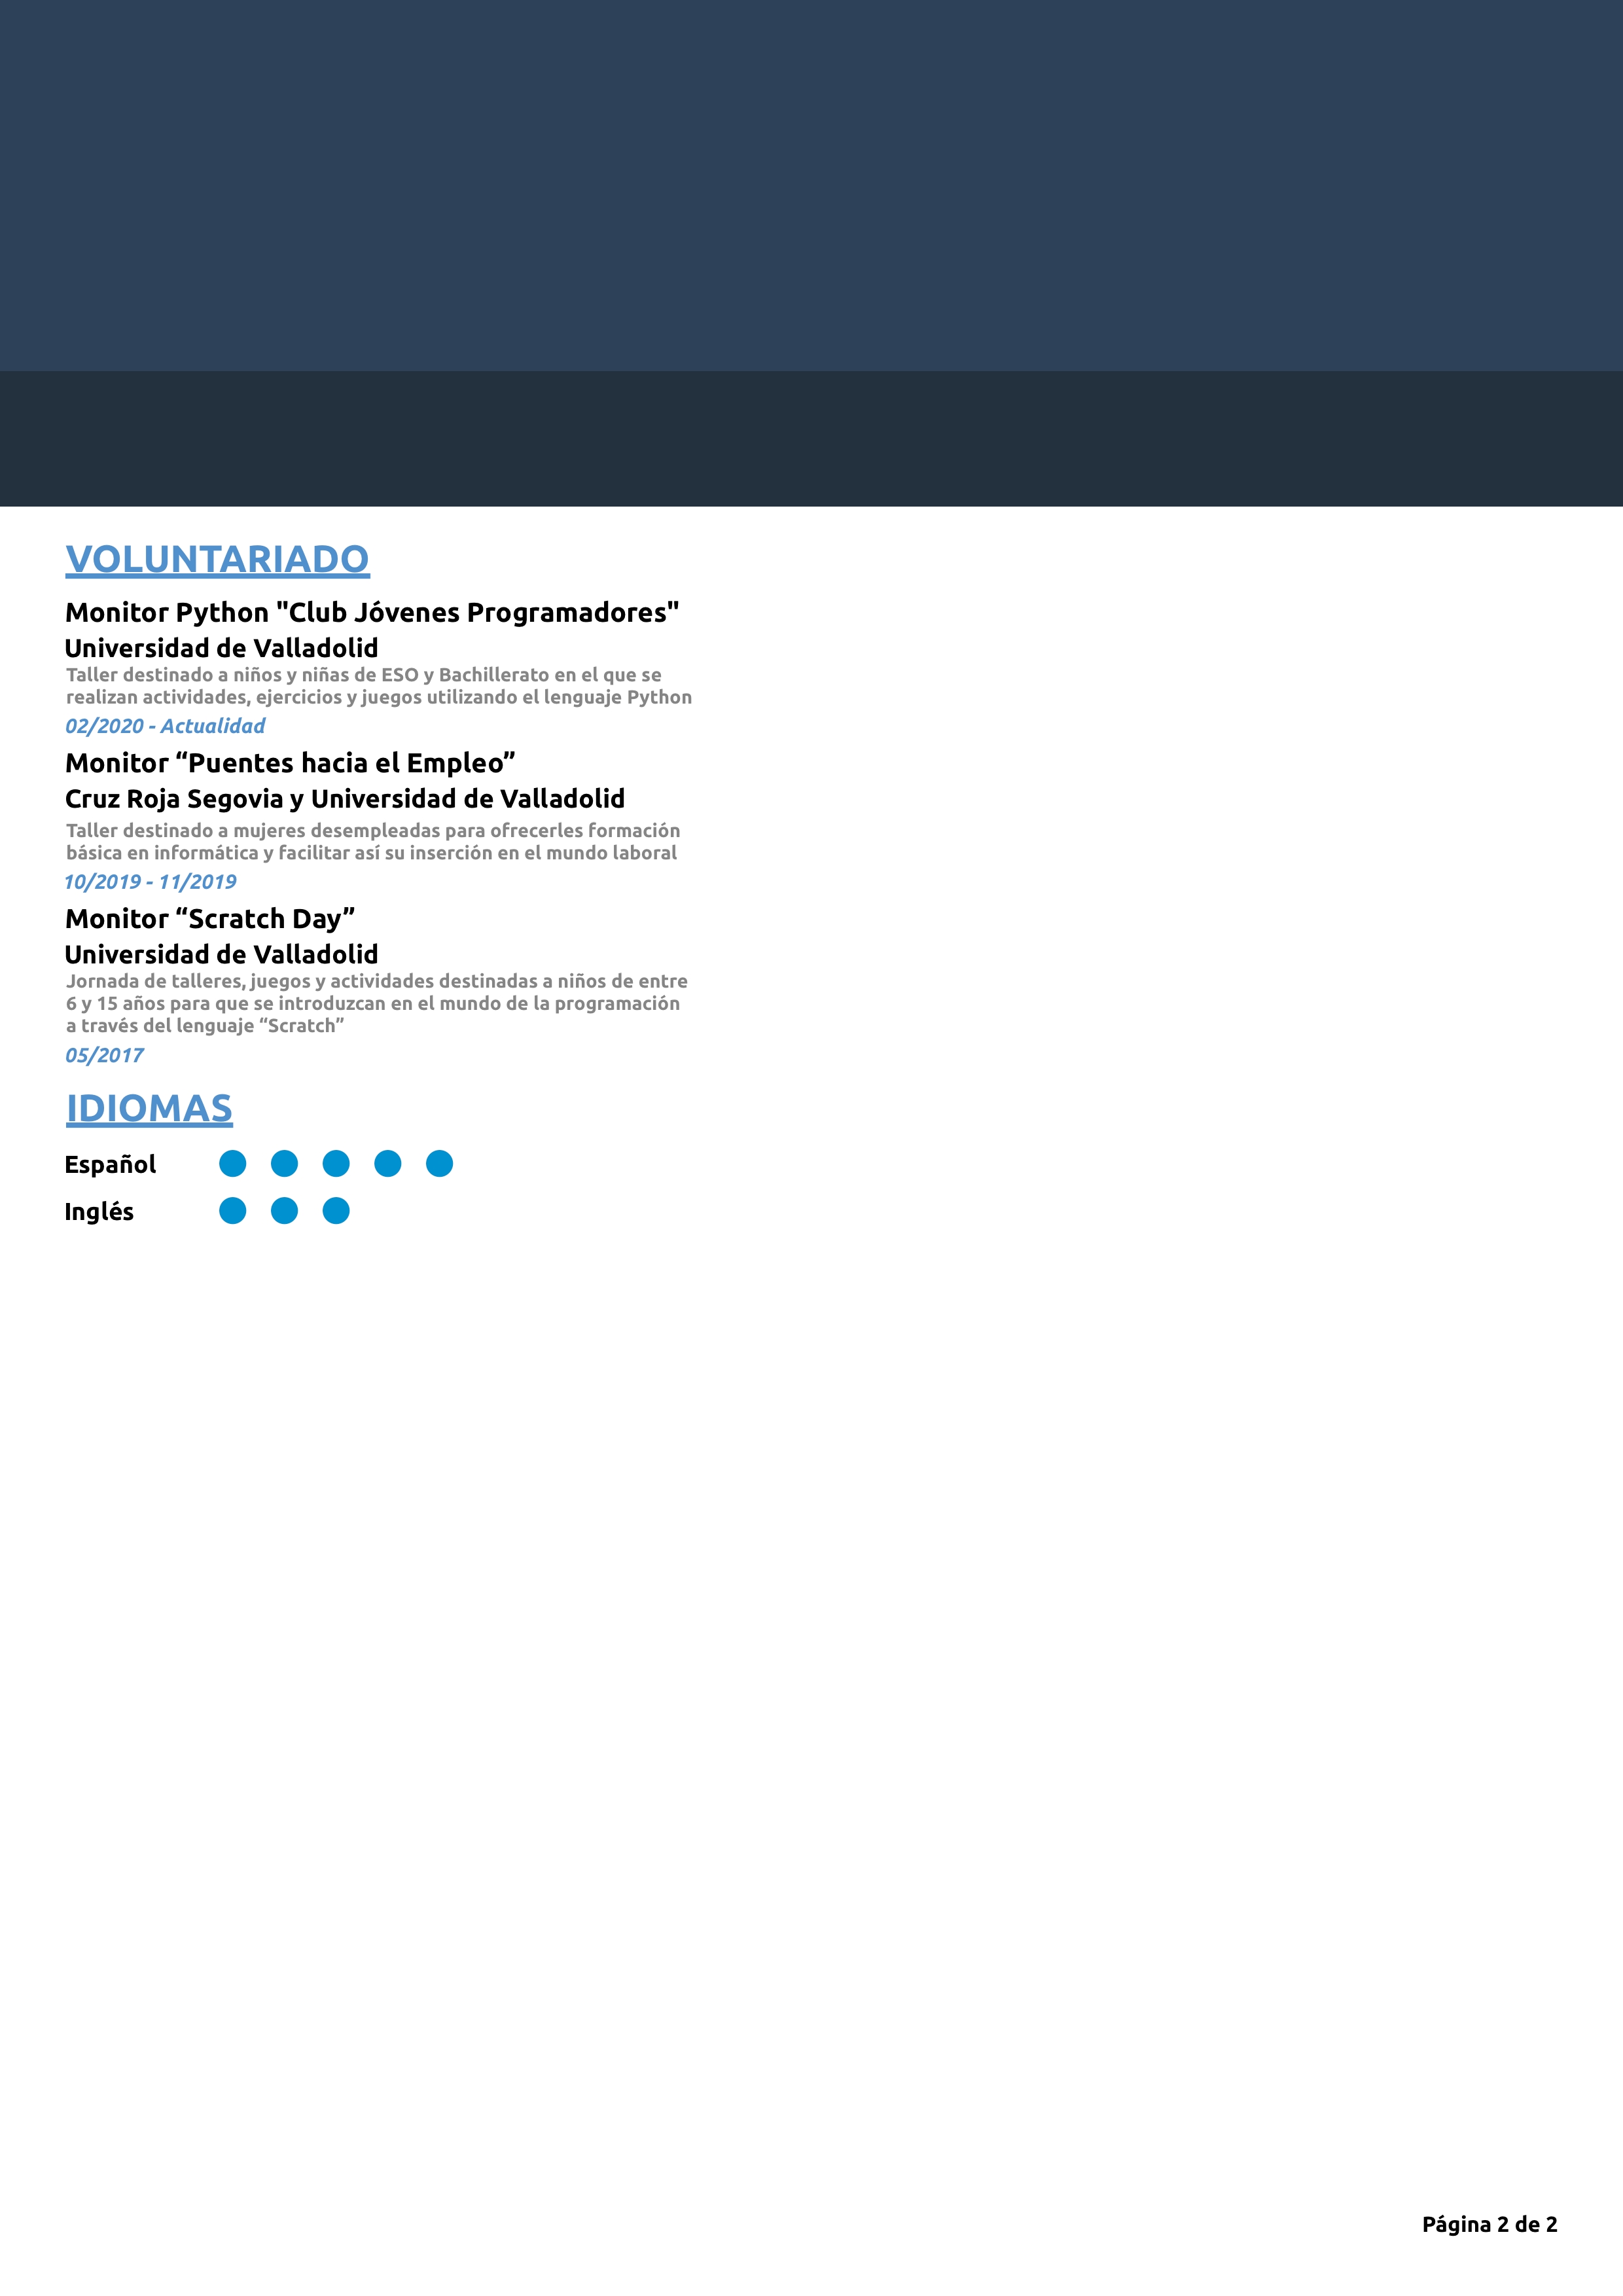 VOLUNTARIADO
Monitor Python "Club Jóvenes Programadores"
Universidad de Valladolid
Taller destinado a niños y niñas de ESO y Bachillerato en el que se
realizan actividades, ejercicios y juegos utilizando el lenguaje Python
02/2020 - Actualidad
Monitor “Puentes hacia el Empleo”
Cruz Roja Segovia y Universidad de Valladolid
Taller destinado a mujeres desempleadas para ofrecerles formación
básica en informática y facilitar así su inserción en el mundo laboral
10/2019 - 11/2019
Monitor “Scratch Day”
Universidad de Valladolid
Jornada de talleres, juegos y actividades destinadas a niños de entre
6 y 15 años para que se introduzcan en el mundo de la programación
a través del lenguaje “Scratch”
05/2017
IDIOMAS
Español
Inglés
Página 2 de 2